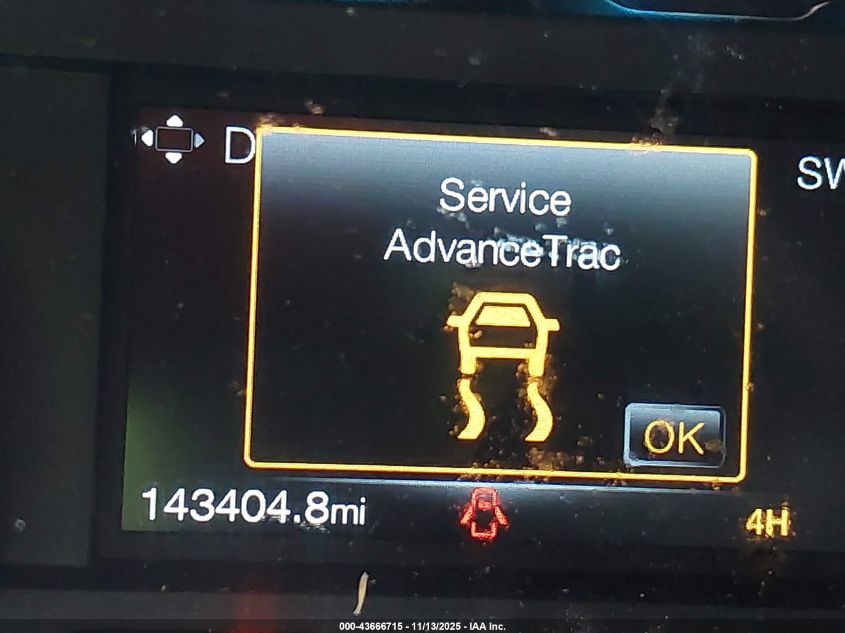 D
SW
Service
AdvanceTrac
OK
143404.8mi
4H
000-43666715 - 11/13/2025 - IAA Inc.